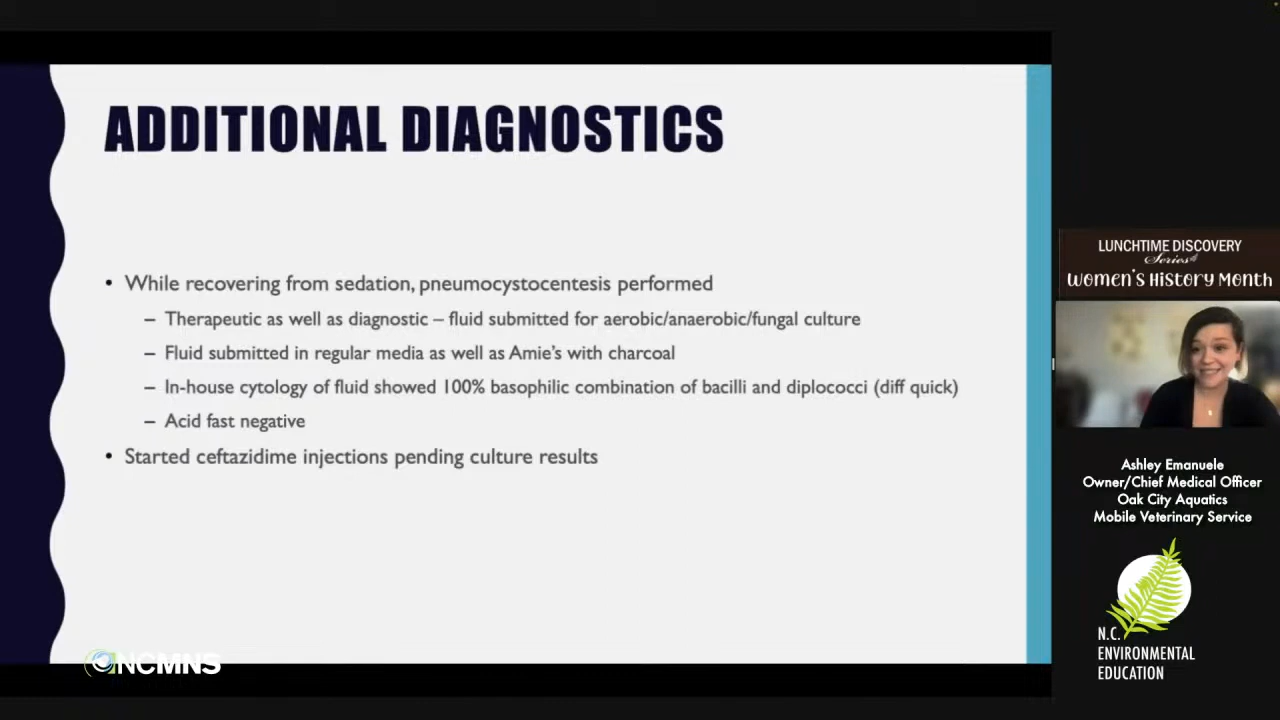 ADDITIONAL DIAGNOSTICS
• While recovering from sedation, pneumocystocentesis performed
– Therapeutic as well as diagnostic – fluid submitted for aerobic/anaerobic/fungal culture
– Fluid submitted in regular media as well as Amie's with charcoal
– In-house cytology of fluid showed 100% basophilic combination of bacilli and diplococci (diff quick)
– Acid fast negative
• Started ceftazidime injections pending culture results
NCMNS
LUNCHTIME DISCOVERY
Series
Women's History Month
Ashley Emanuele
Owner/Chief Medical Officer
Oak City Aquatics
Mobile Veterinary Service
N.C.
ENVIRONMENTAL
EDUCATION